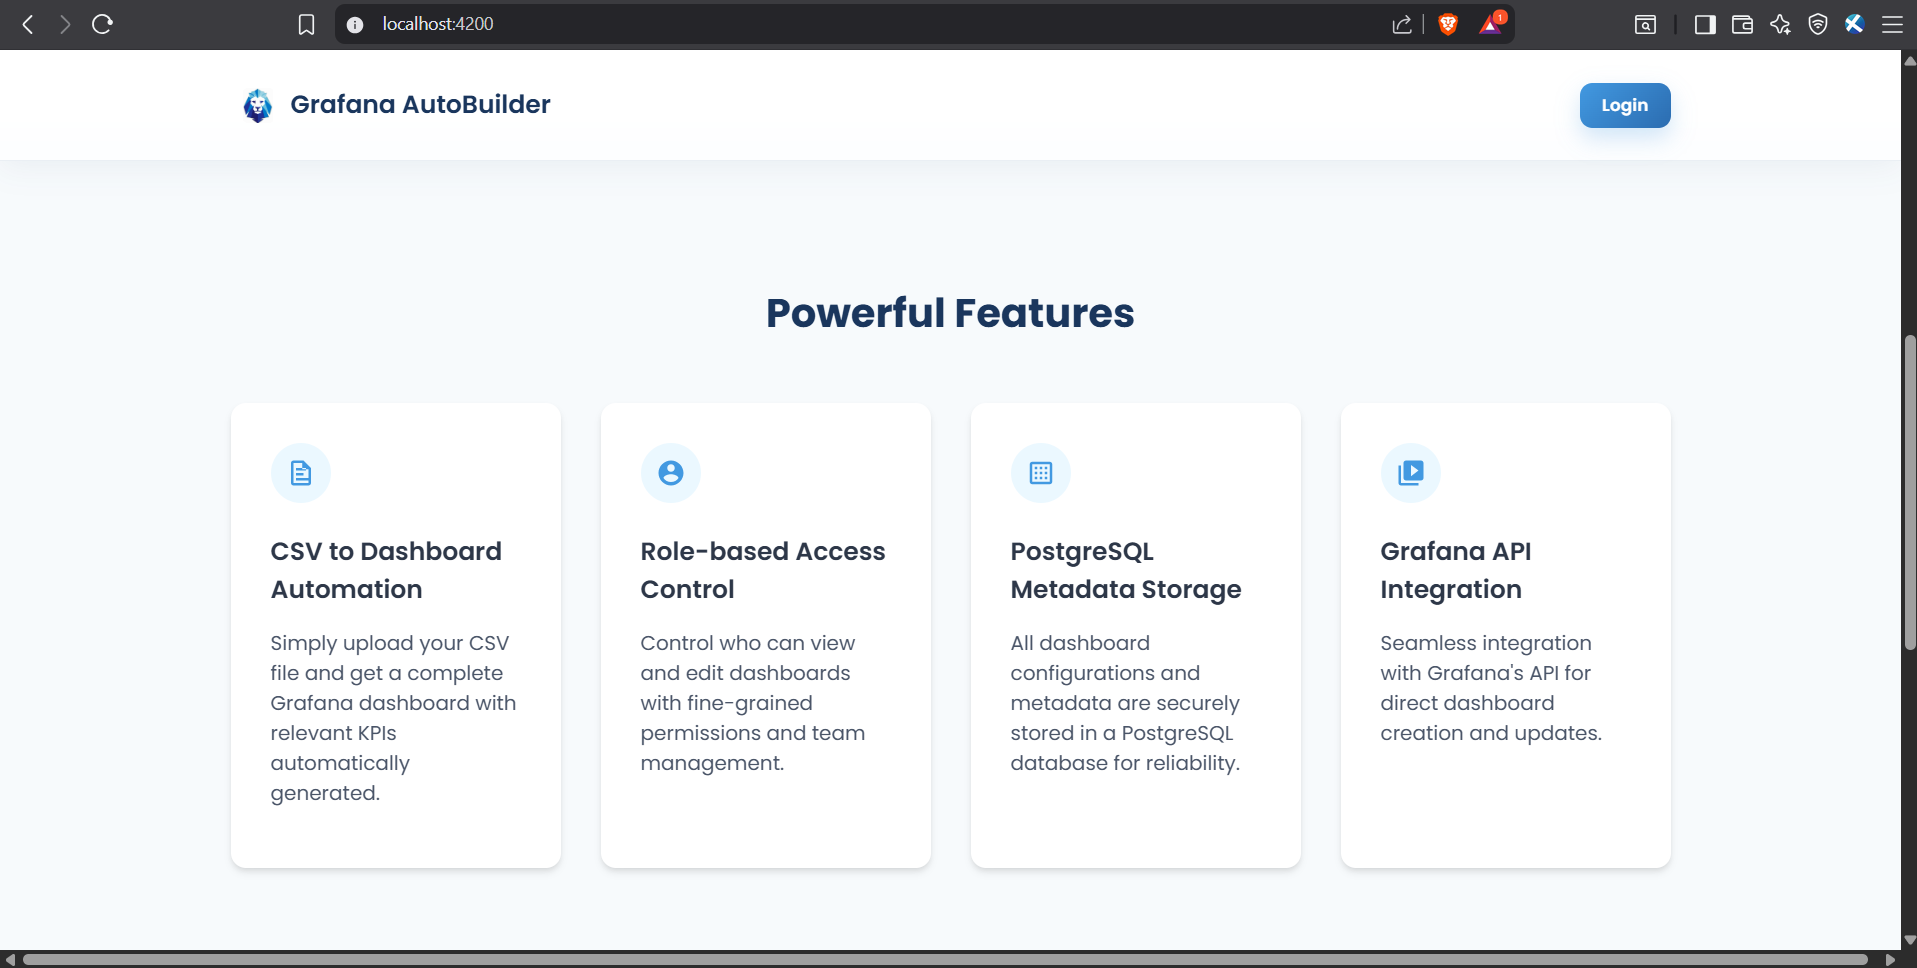 localhost:4200
1
Grafana AutoBuilder
Login
Powerful Features
CSV to Dashboard
Automation
Simply upload your CSV
file and get a complete
Grafana dashboard with
relevant KPIs
automatically
generated.
Role-based Access
Control
Control who can view
and edit dashboards
with fine-grained
permissions and team
management.
PostgreSQL
Metadata Storage
All dashboard
configurations and
metadata are securely
stored in a PostgreSQL
database for reliability.
Grafana API
Integration
Seamless integration
with Grafana's API for
direct dashboard
creation and updates.